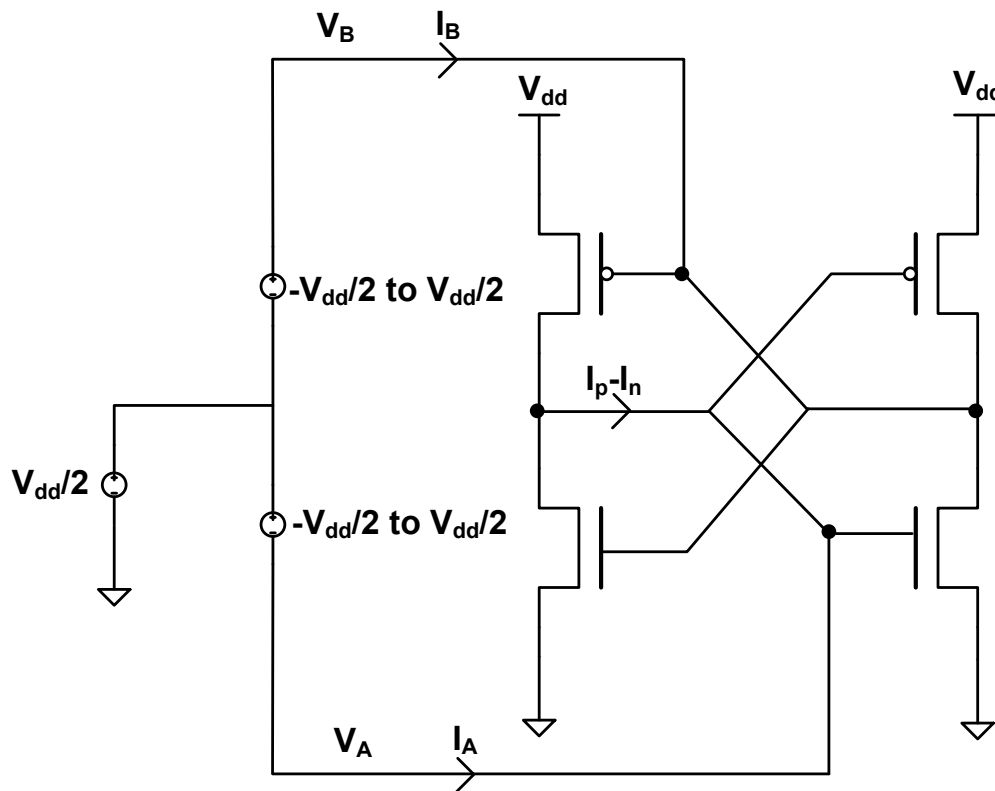 V_B I_B
V_dd V_dd
-V_dd/2 to V_dd/2
I_p-I_n
V_dd/2
-V_dd/2 to V_dd/2
V_A I_A